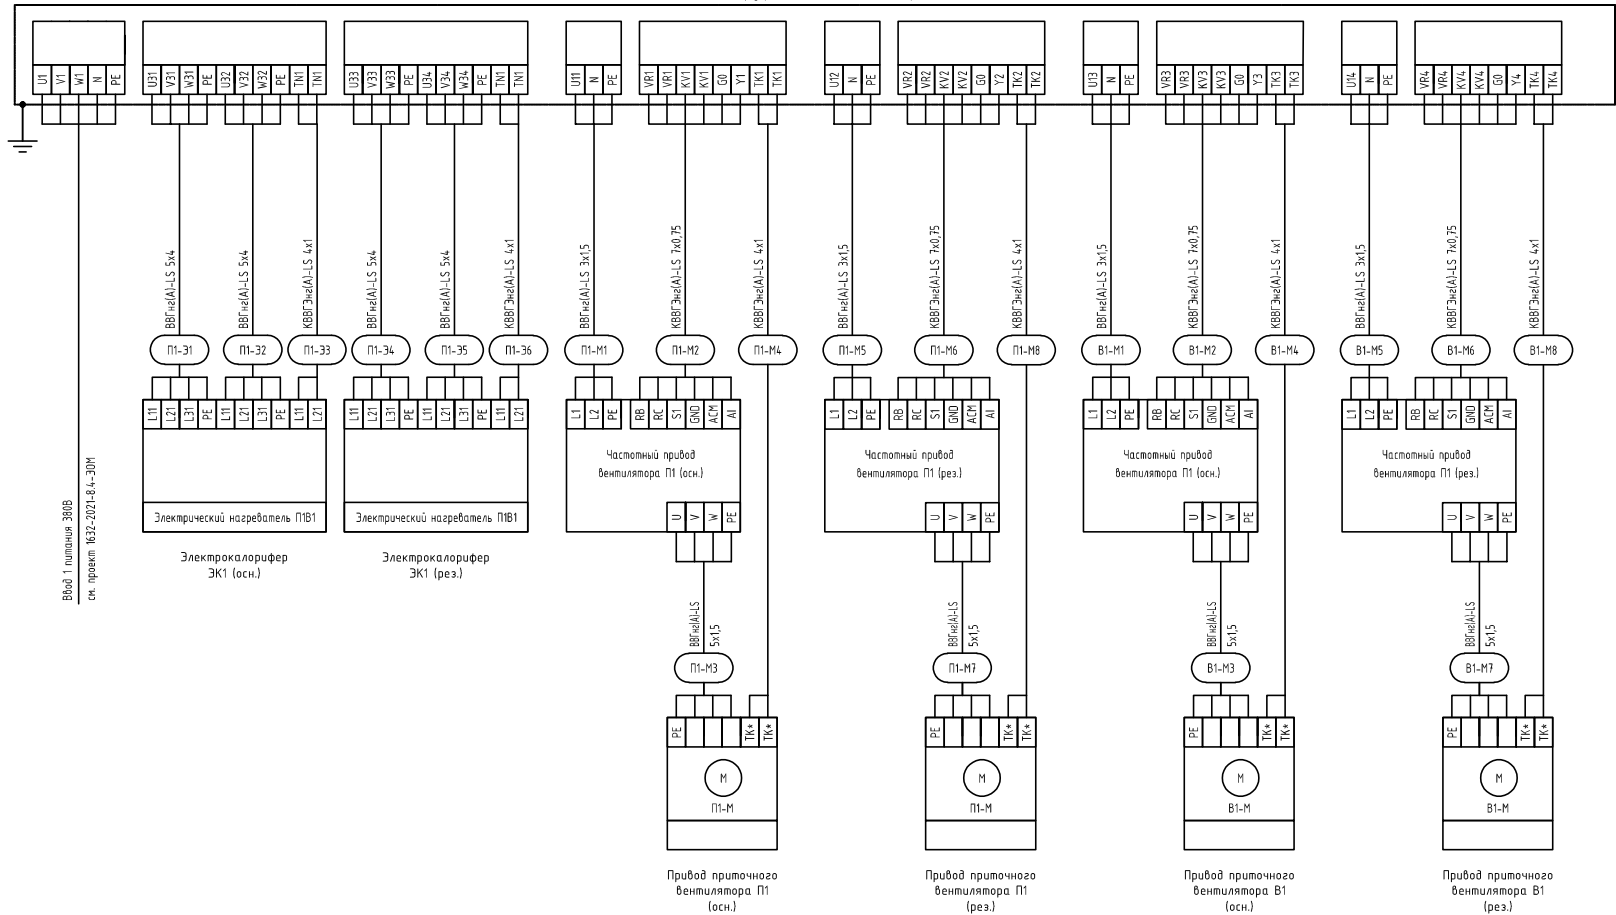 U1 V1 W1 N PE
U31 V31 W31 PE U32 V32 W32 PE TN1 TN1
U33 V33 W33 PE U34 V34 W34 PE TN1 TN1
U11 N PE
VR1 VR1 KV1 KV1 G0 Y1 TK1 TK1
U12 N PE
VR2 VR2 KV2 KV2 G0 Y2 TK2 TK2
U13 N PE
VR3 VR3 KV3 KV3 G0 Y3 TK3 TK3
U14 N PE
VR4 VR4 KV4 KV4 G0 Y4 TK4 TK4
ВВГнг(А)-LS 5х4
ВВГнг(А)-LS 5х4
КВВГЭнг(А)-LS 4х1
ВВГнг(А)-LS 5х4
ВВГнг(А)-LS 5х4
КВВГЭнг(А)-LS 4х1
ВВГнг(А)-LS 3х1,5
КВВГЭнг(А)-LS 7х0,75
КВВГЭнг(А)-LS 4х1
ВВГнг(А)-LS 3х1,5
КВВГЭнг(А)-LS 7х0,75
КВВГЭнг(А)-LS 4х1
ВВГнг(А)-LS 3х1,5
КВВГЭнг(А)-LS 7х0,75
КВВГЭнг(А)-LS 4х1
ВВГнг(А)-LS 3х1,5
КВВГЭнг(А)-LS 7х0,75
КВВГЭнг(А)-LS 4х1
П1-Э1
П1-Э2
П1-Э3
П1-Э4
П1-Э5
П1-Э6
П1-М1
П1-М2
П1-М4
П1-М5
П1-М6
П1-М8
В1-М1
В1-М2
В1-М4
В1-М5
В1-М6
В1-М8
L11 L21 L31 PE L11 L21 L31 PE L11 L21
L11 L21 L31 PE L11 L21 L31 PE L11 L21
L1 L2 PE RB RC S1 GND ACM AI
L1 L2 PE RB RC S1 GND ACM AI
L1 L2 PE RB RC S1 GND ACM AI
L1 L2 PE RB RC S1 GND ACM AI
Частотный привод
вентилятора П1 (осн.)
Частотный привод
вентилятора П1 (рез.)
Частотный привод
вентилятора П1 (осн.)
Частотный привод
вентилятора П1 (рез.)
Электрический нагреватель П1В1
Электрический нагреватель П1В1
U V W PE
U V W PE
U V W PE
U V W PE
Ввод 1 питания 380В
см. проект 1632-2021-8.4-ЭОМ
Электрокалорифер
ЭК1 (осн.)
Электрокалорифер
ЭК1 (рез.)
ВВГнг(А)-LS
5х1,5
ВВГнг(А)-LS
5х1,5
ВВГнг(А)-LS
5х1,5
ВВГнг(А)-LS
5х1,5
П1-М3
П1-М7
В1-М3
В1-М7
PE TK* TK*
PE TK* TK*
PE TK* TK*
PE TK* TK*
М
М
М
М
П1-М
П1-М
В1-М
В1-М
Привод приточного
вентилятора П1
(осн.)
Привод приточного
вентилятора П1
(рез.)
Привод приточного
вентилятора В1
(осн.)
Привод приточного
вентилятора В1
(рез.)